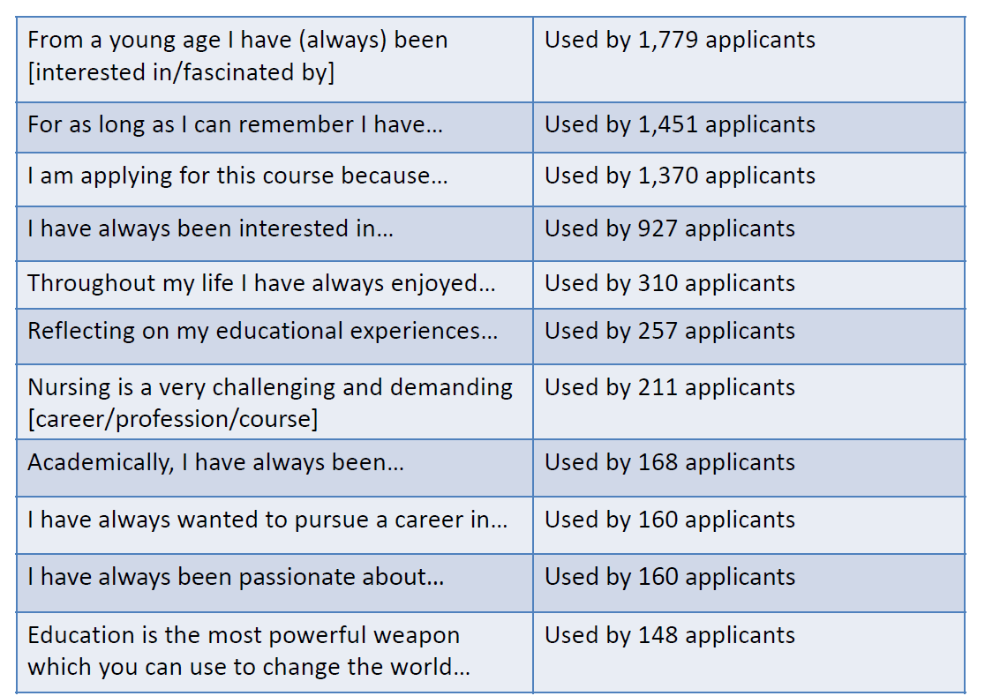 From a young age I have (always) been
[interested in/fascinated by]
Used by 1,779 applicants
For as long as I can remember I have…
Used by 1,451 applicants
I am applying for this course because…
Used by 1,370 applicants
I have always been interested in…
Used by 927 applicants
Throughout my life I have always enjoyed…
Used by 310 applicants
Reflecting on my educational experiences…
Used by 257 applicants
Nursing is a very challenging and demanding
[career/profession/course]
Used by 211 applicants
Academically, I have always been…
Used by 168 applicants
I have always wanted to pursue a career in…
Used by 160 applicants
I have always been passionate about…
Used by 160 applicants
Education is the most powerful weapon
which you can use to change the world…
Used by 148 applicants